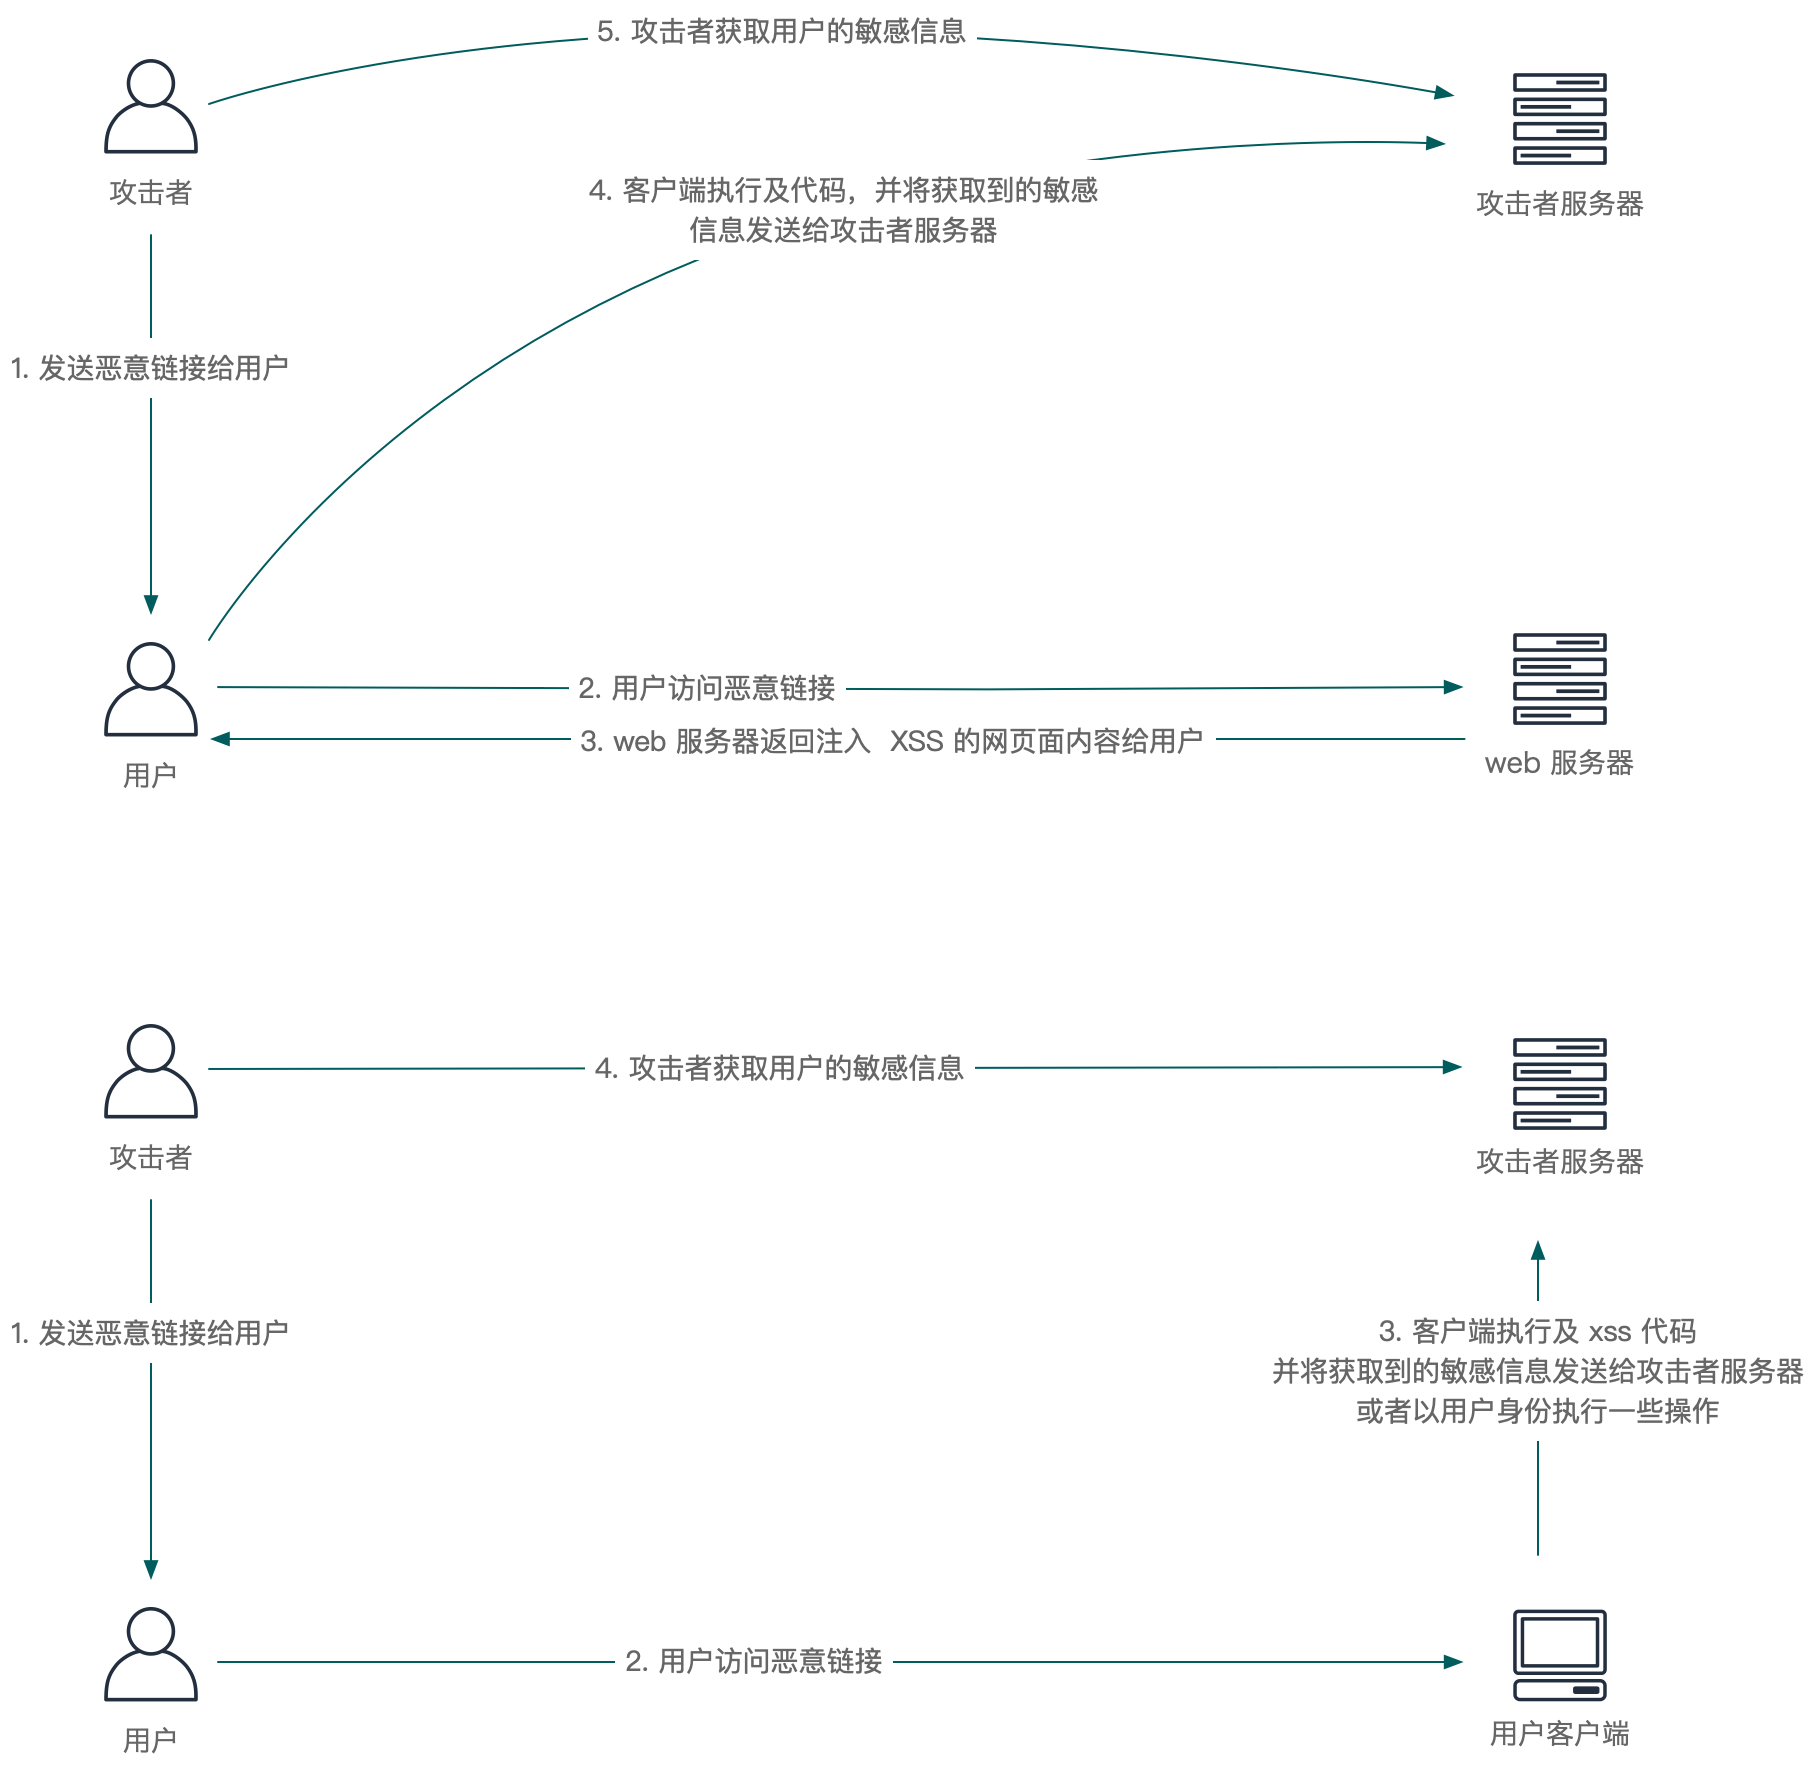 5. 攻击者获取用户的敏感信息
攻击者
4. 客户端执行及代码，并将获取到的敏感
信息发送给攻击者服务器
攻击者服务器
1. 发送恶意链接给用户
2. 用户访问恶意链接
3. web 服务器返回注入  XSS 的网页面内容给用户
用户
web 服务器
4. 攻击者获取用户的敏感信息
攻击者
攻击者服务器
1. 发送恶意链接给用户
3. 客户端执行及 xss 代码
并将获取到的敏感信息发送给攻击者服务器
或者以用户身份执行一些操作
2. 用户访问恶意链接
用户
用户客户端